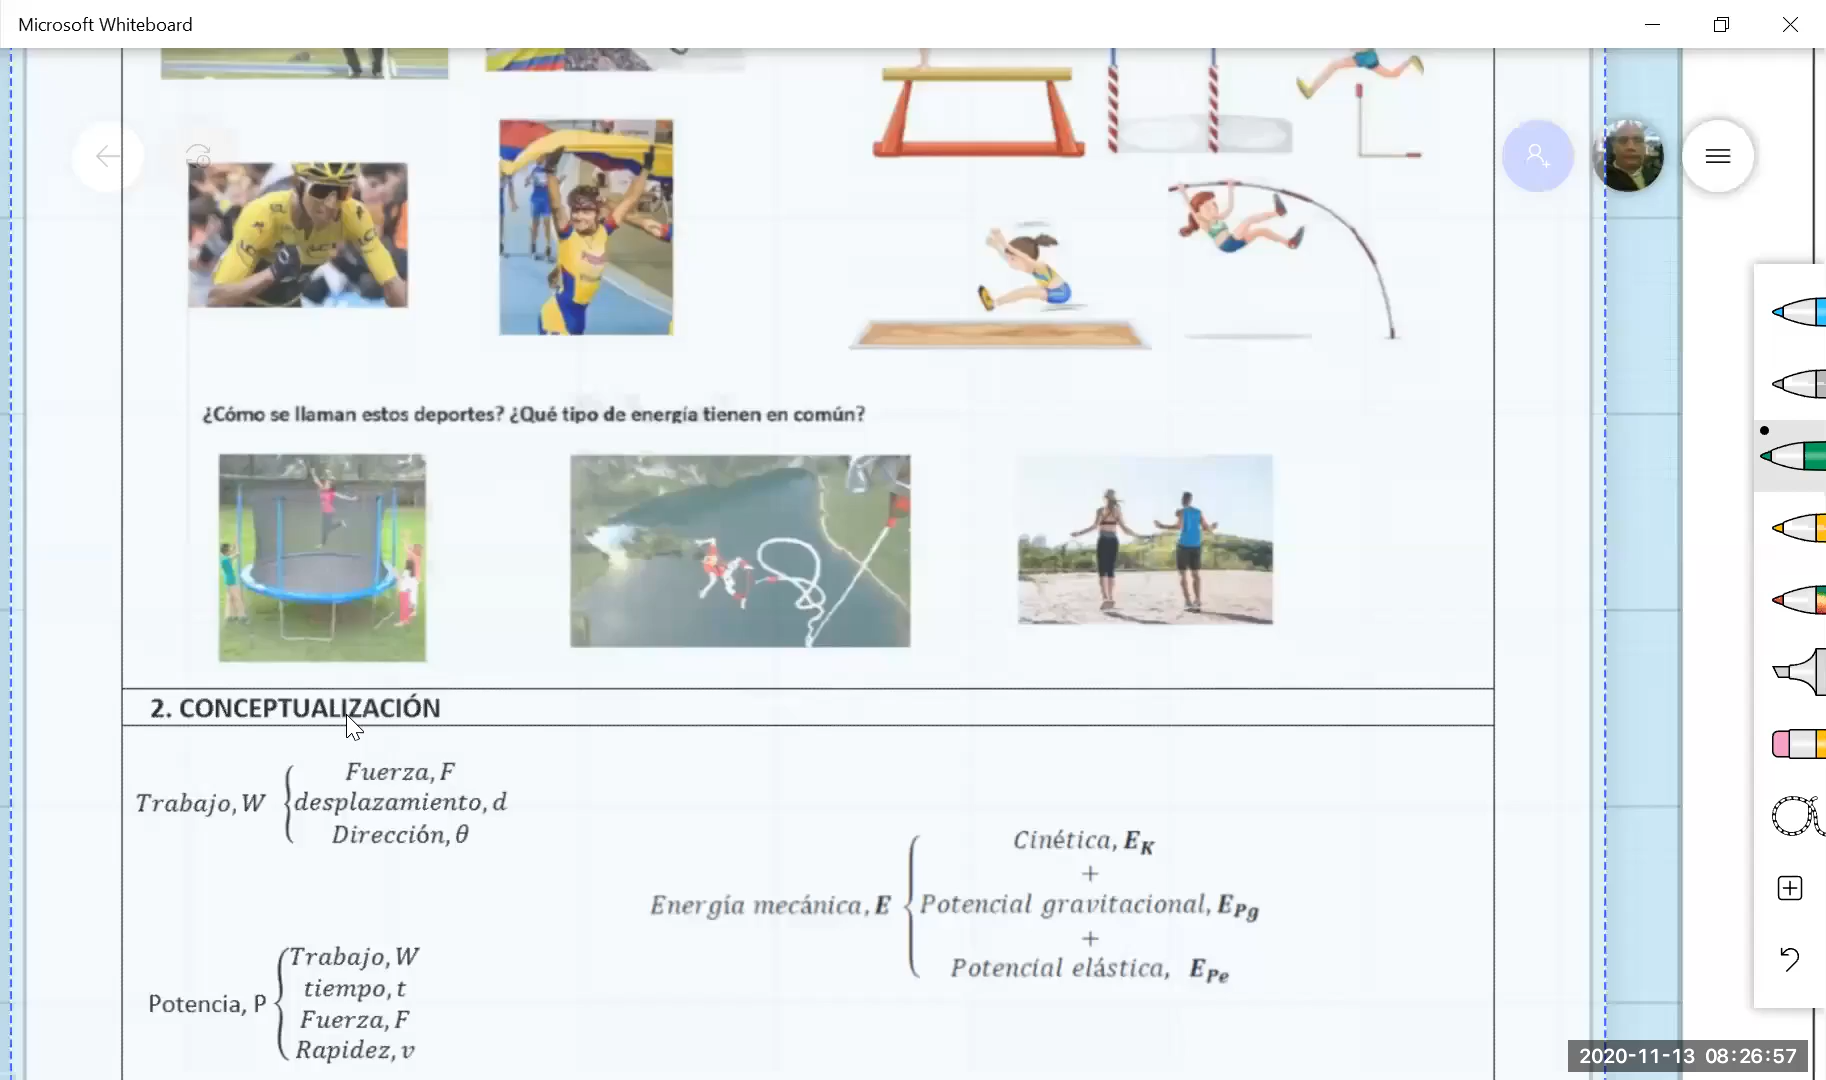 Microsoft Whiteboard
¿Cómo se llaman estos deportes? ¿Qué tipo de energía tienen en común?
2. CONCEPTUALIZACIÓN
Trabajo, W
Fuerza, F
desplazamiento, d
Dirección, θ
Energía mecánica, E
Cinética, E_K
+
Potencial gravitacional, E_Pg
+
Potencial elástica, E_Pe
Potencia, P
Trabajo, W
tiempo, t
Fuerza, F
Rapidez, v
2020-11-13 08:26:57